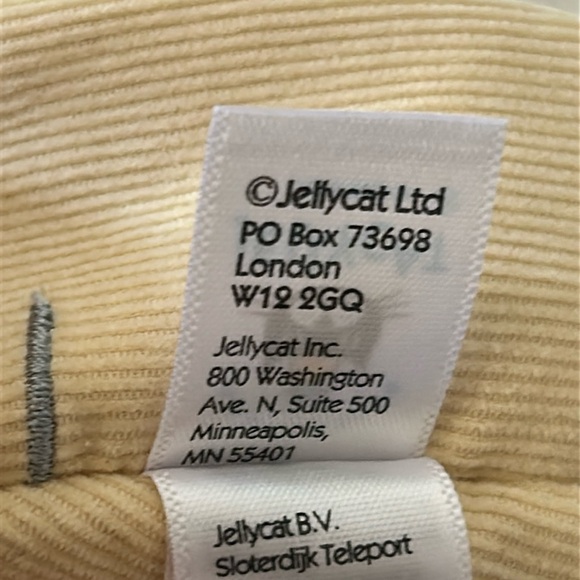 ©Jellycat Ltd
PO Box 73698
London
W12 2GQ
Jellycat Inc.
800 Washington
Ave. N, Suite 500
Minneapolis,
MN 55401
Jellycat B.V.
Sloterdijk Teleport